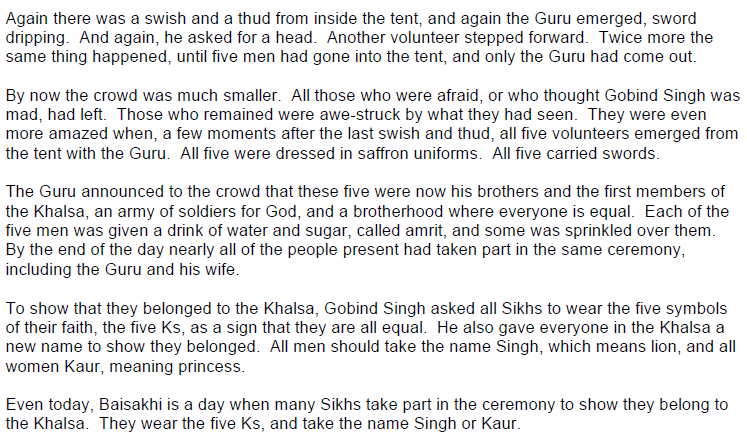 Again there was a swish and a thud from inside the tent, and again the Guru emerged, sword
dripping.  And again, he asked for a head.  Another volunteer stepped forward.  Twice more the
same thing happened, until five men had gone into the tent, and only the Guru had come out.

By now the crowd was much smaller.  All those who were afraid, or who thought Gobind Singh was
mad, had left.  Those who remained were awe-struck by what they had seen.  They were even
more amazed when, a few moments after the last swish and thud, all five volunteers emerged from
the tent with the Guru.  All five were dressed in saffron uniforms.  All five carried swords.

The Guru announced to the crowd that these five were now his brothers and the first members of
the Khalsa, an army of soldiers for God, and a brotherhood where everyone is equal.  Each of the
five men was given a drink of water and sugar, called amrit, and some was sprinkled over them.
By the end of the day nearly all of the people present had taken part in the same ceremony,
including the Guru and his wife.

To show that they belonged to the Khalsa, Gobind Singh asked all Sikhs to wear the five symbols
of their faith, the five Ks, as a sign that they are all equal.  He also gave everyone in the Khalsa a
new name to show they belonged.  All men should take the name Singh, which means lion, and all
women Kaur, meaning princess.

Even today, Baisakhi is a day when many Sikhs take part in the ceremony to show they belong to
the Khalsa.  They wear the five Ks, and take the name Singh or Kaur.